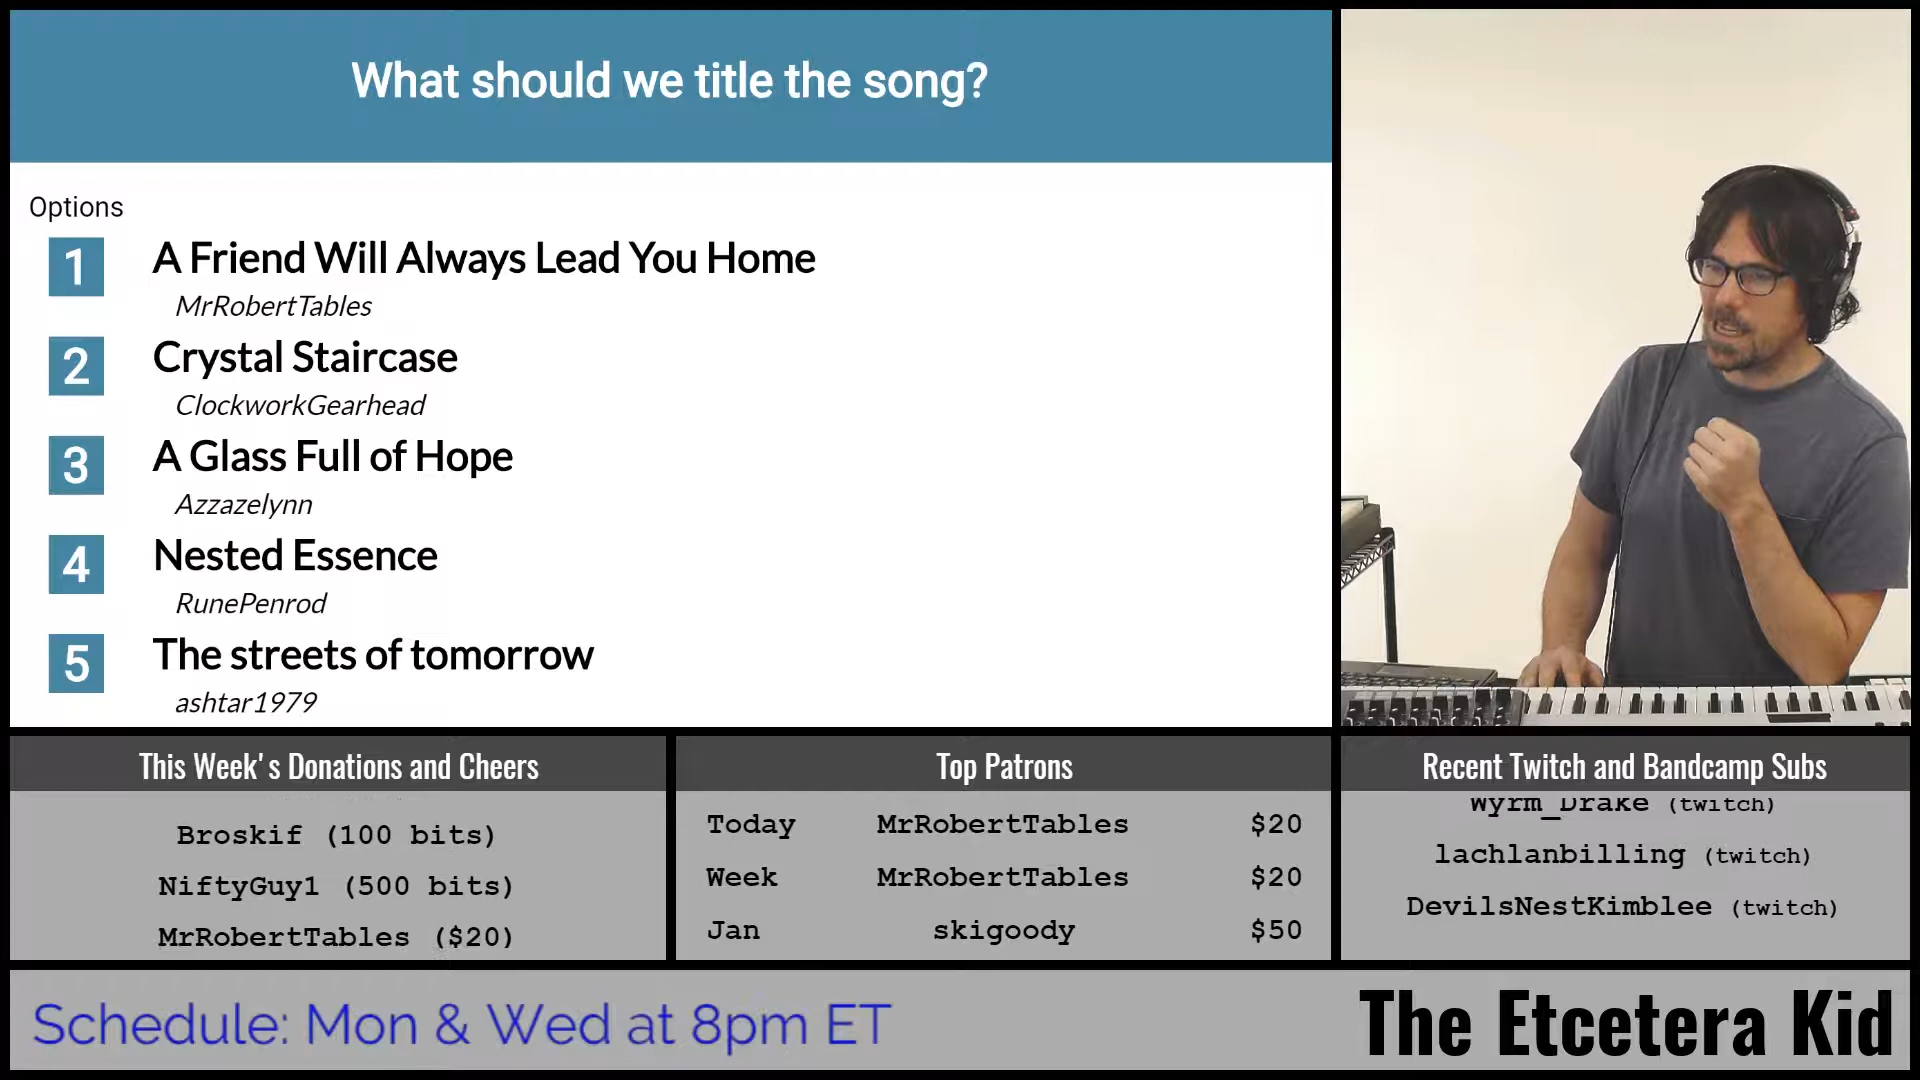 What should we title the song?
Options
1 A Friend Will Always Lead You Home
MrRobertTables
2 Crystal Staircase
ClockworkGearhead
3 A Glass Full of Hope
Azzazelynn
4 Nested Essence
RunePenrod
5 The streets of tomorrow
ashtar1979
This Week's Donations and Cheers
Broskif (100 bits)
NiftyGuy1 (500 bits)
MrRobertTables ($20)
Top Patrons
Today MrRobertTables $20
Week MrRobertTables $20
Jan skigoody $50
Recent Twitch and Bandcamp Subs
Wyrm_Drake (twitch)
lachlanbilling (twitch)
DevilsNestKimblee (twitch)
Schedule: Mon & Wed at 8pm ET
The Etcetera Kid